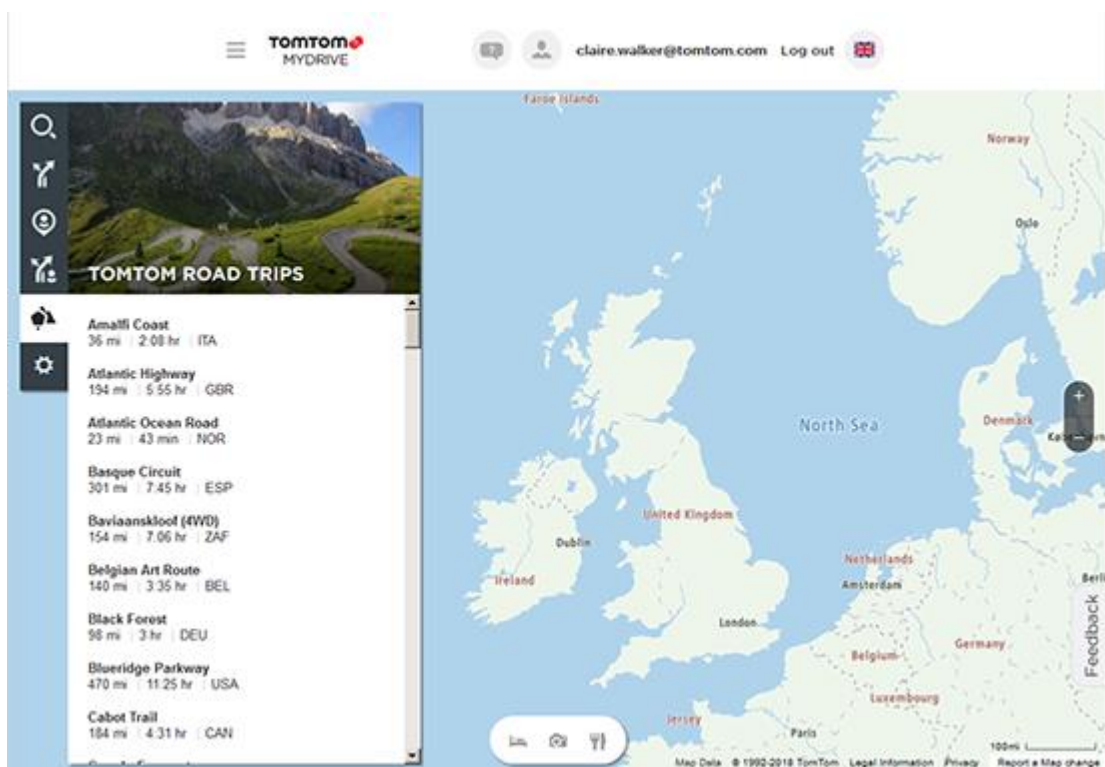 TOMTOM
MYDRIVE
claire.walker@tomtom.com Log out
TOMTOM ROAD TRIPS
Amalfi Coast
36 mi 2:08 hr ITA
Atlantic Highway
194 mi 5:55 hr GBR
Atlantic Ocean Road
23 mi 43 min NOR
Basque Circuit
301 mi 7:45 hr ESP
Baviaanskloof (4WD)
154 mi 7:06 hr ZAF
Belgian Art Route
140 mi 3:35 hr BEL
Black Forest
98 mi 3 hr DEU
Blueridge Parkway
470 mi 11:25 hr USA
Cabot Trail
184 mi 4:31 hr CAN
Faroe Islands
Norway
Oslo
North Sea
Denmark
+
United Kingdom
Dublin
Ireland
Netherlands
Amsterdam
London
Belgium
Germany
Luxembourg
Jersey
Paris
Feedback
100mi
Map Data © 1992-2018 TomTom Legal Information Privacy Report a Map change